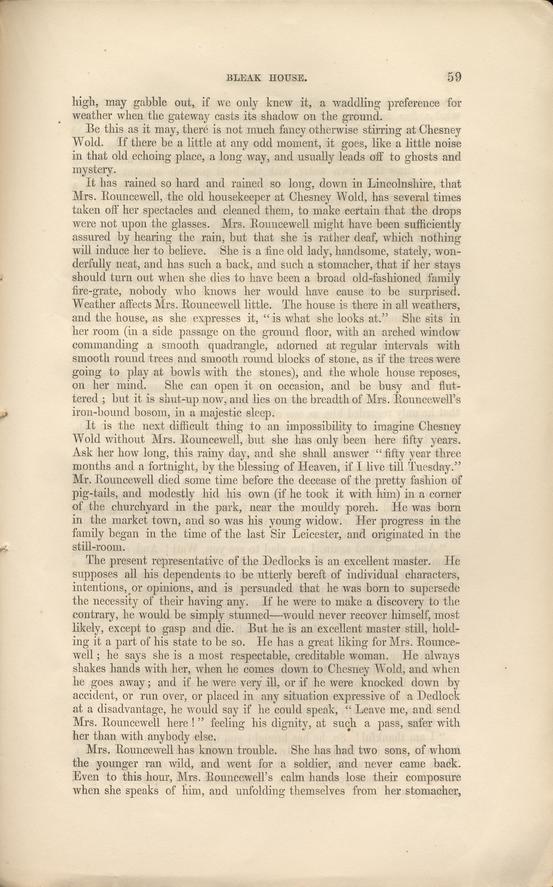 BLEAK HOUSE. 59
high, may gabble out, if we only knew it, a waddling preference for
weather when the gateway casts its shadow on the ground.
Be this as it may, there is not much fancy otherwise stirring at Chesney
Wold. If there be a little at any odd moment, it goes, like a little noise
in that old echoing place, a long way, and usually leads off to ghosts and
mystery.
It has rained so hard and rained so long, down in Lincolnshire, that
Mrs. Rouncewell, the old housekeeper at Chesney Wold, has several times
taken off her spectacles and cleaned them, to make certain that the drops
were not upon the glasses. Mrs. Rouncewell might have been sufficiently
assured by hearing the rain, but that she is rather deaf, which nothing
will induce her to believe. She is a fine old lady, handsome, stately, won-
derfully neat, and has such a back, and such a stomacher, that if her stays
should turn out when she dies to have been a broad old-fashioned family
fire-grate, nobody who knows her would have cause to be surprised.
Weather affects Mrs. Rouncewell little. The house is there in all weathers,
and the house, as she expresses it, "is what she looks at." She sits in
her room (in a side passage on the ground floor, with an arched window
commanding a smooth quadrangle, adorned at regular intervals with
smooth round trees and smooth round blocks of stone, as if the trees were
going to play at bowls with the stones), and the whole house reposes,
on her mind. She can open it on occasion, and be busy and flut-
tered ; but it is shut-up now, and lies on the breadth of Mrs. Rouncewell's
iron-bound bosom, in a majestic sleep.
It is the next difficult thing to an impossibility to imagine Chesney
Wold without Mrs. Rouncewell, but she has only been here fifty years.
Ask her how long, this rainy day, and she shall answer "fifty year three
months and a fortnight, by the blessing of Heaven, if I live till Tuesday."
Mr. Rouncewell died some time before the decease of the pretty fashion of
pig-tails, and modestly hid his own (if he took it with him) in a corner
of the churchyard in the park, near the mouldy porch. He was born
in the market town, and so was his young widow. Her progress in the
family began in the time of the last Sir Leicester, and originated in the
still-room.
The present representative of the Dedlocks is an excellent master. He
supposes all his dependents to be utterly bereft of individual characters,
intentions, or opinions, and is persuaded that he was born to supersede
the necessity of their having any. If he were to make a discovery to the
contrary, he would be simply stunned—would never recover himself, most
likely, except to gasp and die. But he is an excellent master still, hold-
ing it a part of his state to be so. He has a great liking for Mrs. Rounce-
well ; he says she is a most respectable, creditable woman. He always
shakes hands with her, when he comes down to Chesney Wold, and when
he goes away ; and if he were very ill, or if he were knocked down by
accident, or run over, or placed in any situation expressive of a Dedlock
at a disadvantage, he would say if he could speak, "Leave me, and send
Mrs. Rouncewell here ! " feeling his dignity, at such a pass, safer with
her than with anybody else.
Mrs. Rouncewell has known trouble. She has had two sons, of whom
the younger ran wild, and went for a soldier, and never came back.
Even to this hour, Mrs. Rouncewell's calm hands lose their composure
when she speaks of him, and unfolding themselves from her stomacher,